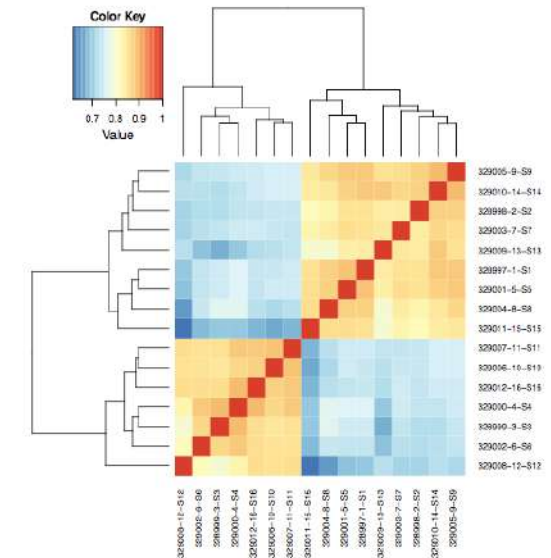 Color Key
0.7 0.8 0.9 1
Value
329005-9-S9
329010-14-S14
328998-2-S2
329003-7-S7
329009-13-S13
328997-1-S1
329001-5-S5
329004-8-S8
329011-15-S15
329007-11-S11
329006-10-S10
329012-16-S16
329000-4-S4
328999-3-S3
329002-6-S6
329008-12-S12
329008-12-S12
329002-6-S6
328999-3-S3
329000-4-S4
329012-16-S16
329006-10-S10
329007-11-S11
329011-15-S15
329004-8-S8
329001-5-S5
328997-1-S1
329009-13-S13
329003-7-S7
328998-2-S2
329010-14-S14
329005-9-S9